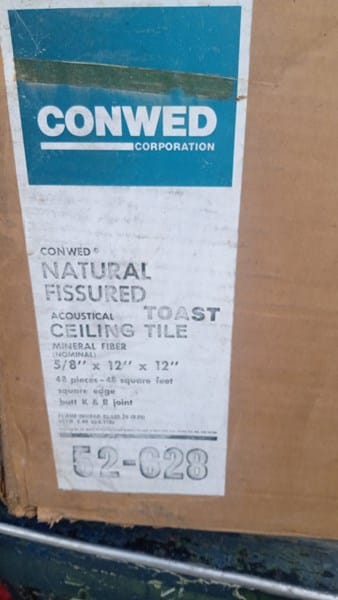 CONWED
CORPORATION
CONWED®
NATURAL
FISSURED
ACOUSTICAL TOAST
CEILING TILE
MINERAL FIBER
(NOMINAL)
5/8" x 12" x 12"
48 pieces–48 square feet
square edge
butt K & R joint
52-628